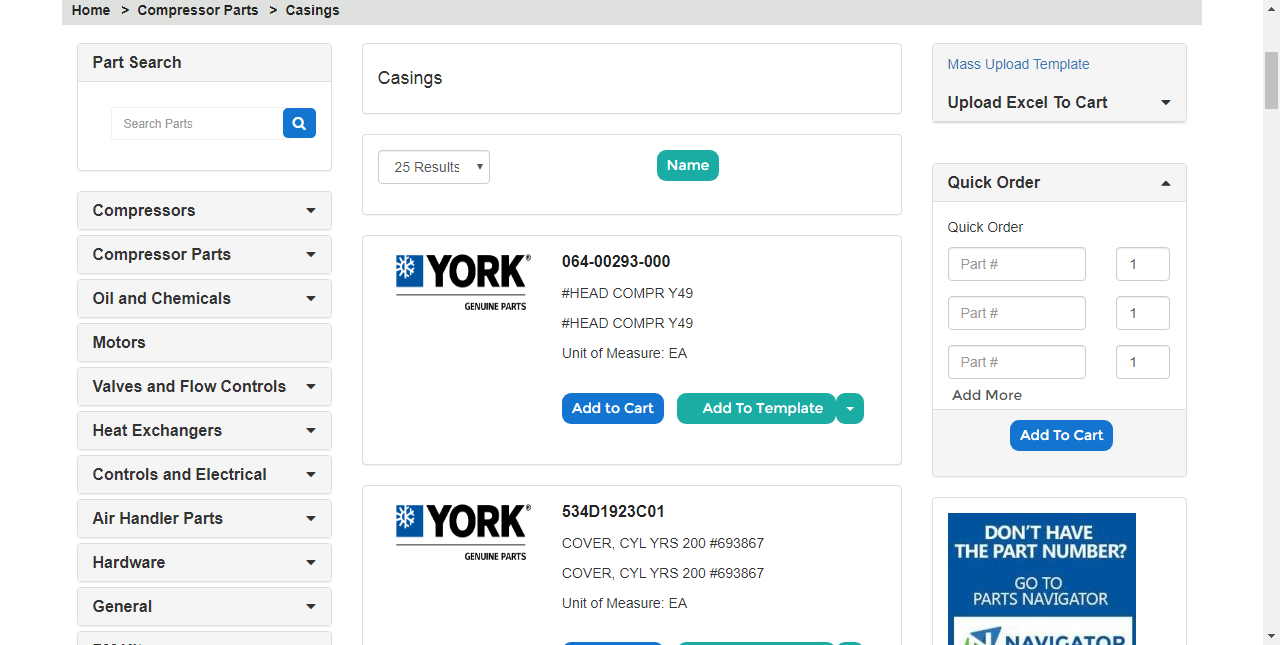 Home > Compressor Parts > Casings
Part Search
Search Parts
Compressors
Compressor Parts
Oil and Chemicals
Motors
Valves and Flow Controls
Heat Exchangers
Controls and Electrical
Air Handler Parts
Hardware
General
Casings
25 Results
Name
YORK®
GENUINE PARTS
064-00293-000
#HEAD COMPR Y49
#HEAD COMPR Y49
Unit of Measure: EA
Add to Cart
Add To Template
YORK®
GENUINE PARTS
534D1923C01
COVER, CYL YRS 200 #693867
COVER, CYL YRS 200 #693867
Unit of Measure: EA
Mass Upload Template
Upload Excel To Cart
Quick Order
Quick Order
Part # 1
Part # 1
Part # 1
Add More
Add To Cart
DON'T HAVE
THE PART NUMBER?
GO TO
PARTS NAVIGATOR
NAVIGATOR